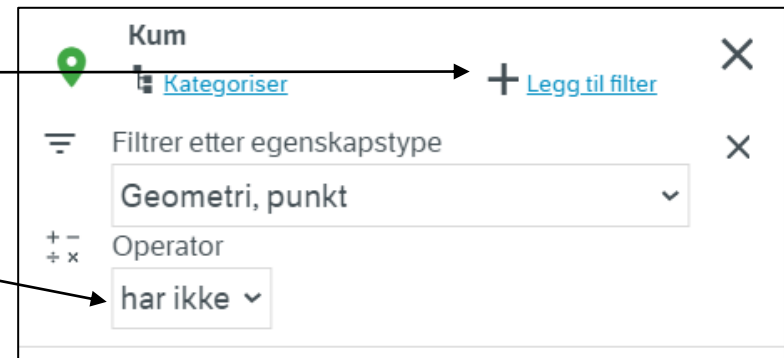 Kum
Kategoriser
Legg til filter
Filtrer etter egenskapstype
Geometri, punkt
Operator
har ikke